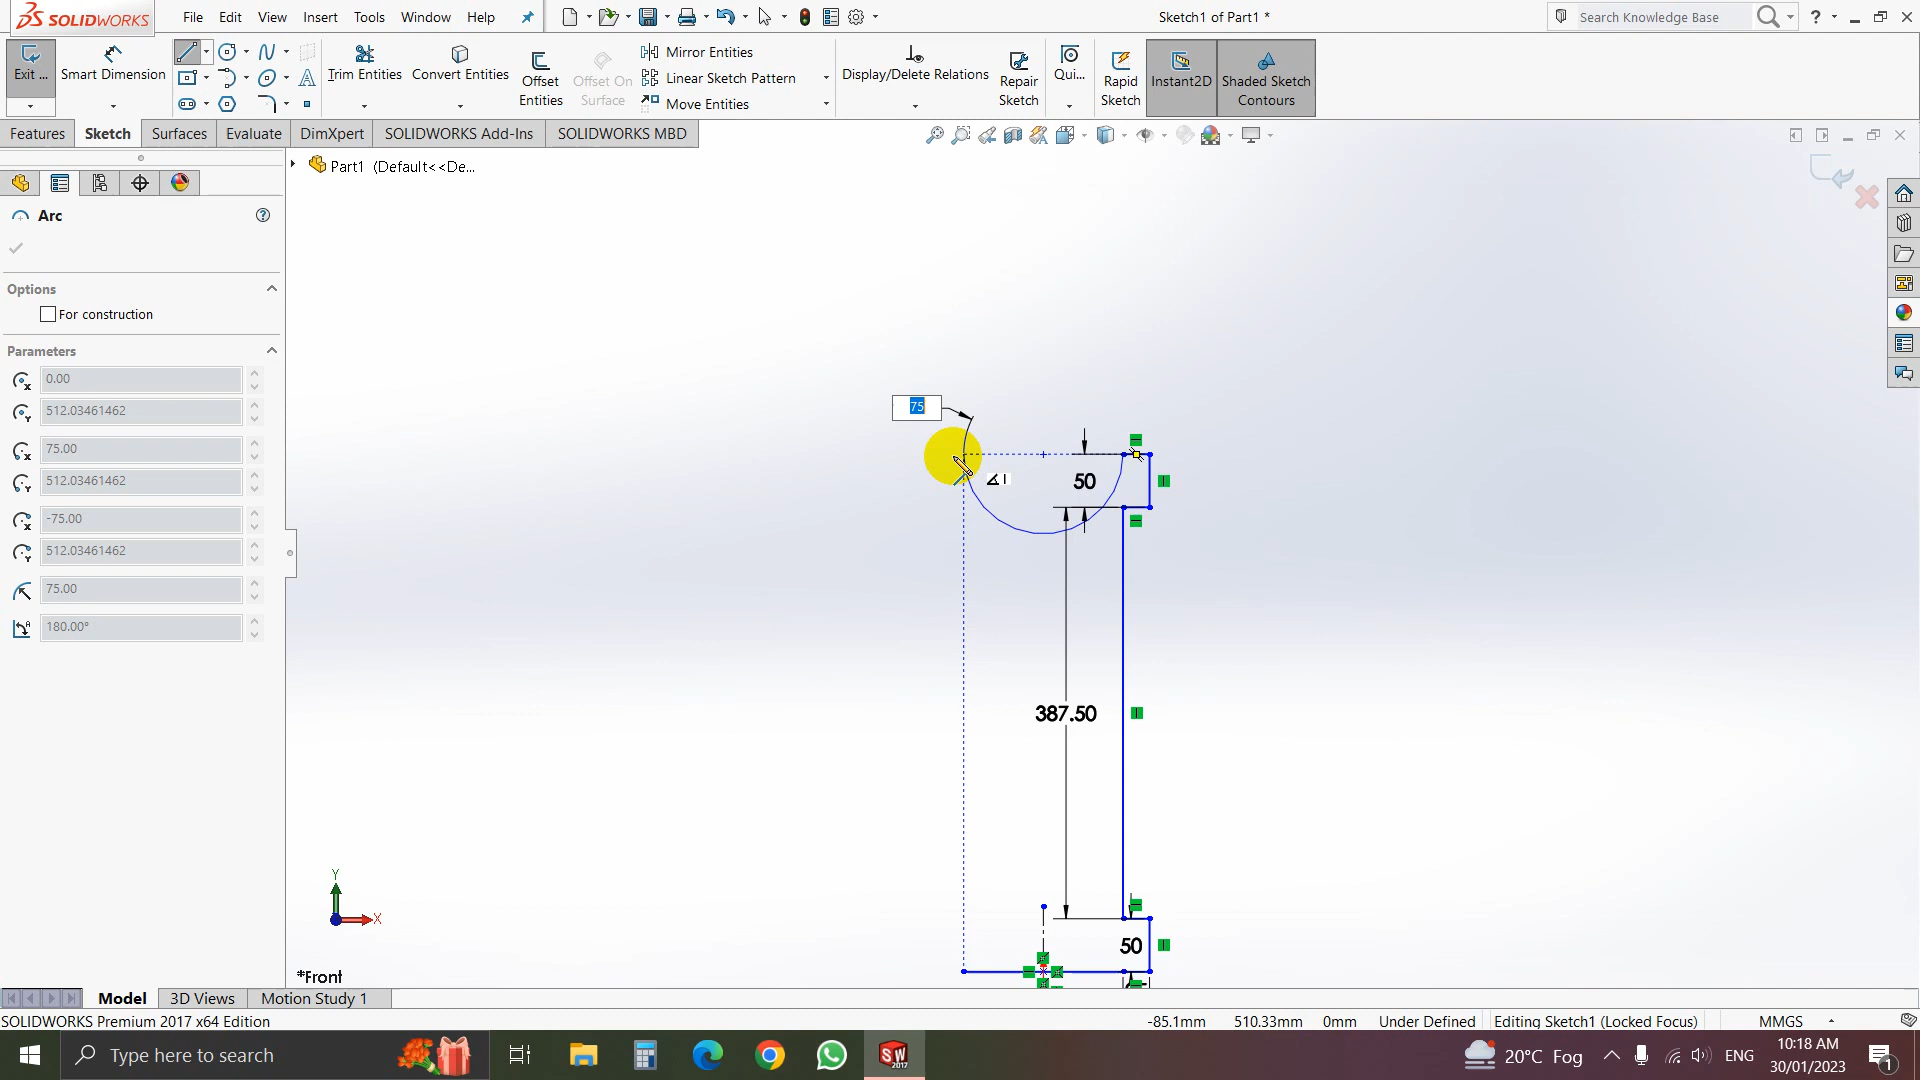 SOLIDWORKS File Edit View Insert Tools Window Help Sketch1 of Part1 * Search Knowledge Base
Exit ... Smart Dimension Trim Entities Convert Entities Offset Entities Offset On Surface Mirror Entities Linear Sketch Pattern Move Entities Display/Delete Relations Repair Sketch Qui... Rapid Sketch Instant2D Shaded Sketch Contours
Features Sketch Surfaces Evaluate DimXpert SOLIDWORKS Add-Ins SOLIDWORKS MBD
Part1 (Default<<De...
Arc
Options
For construction
Parameters
0.00
512.03461462
75.00
512.03461462
-75.00
512.03461462
75.00
180.00°
75
50
387.50
50
Y
X
*Front
Model 3D Views Motion Study 1
SOLIDWORKS Premium 2017 x64 Edition -85.1mm 510.33mm 0mm Under Defined Editing Sketch1 (Locked Focus) MMGS
Type here to search SW 2017 20°C Fog ENG 10:18 AM
30/01/2023 1